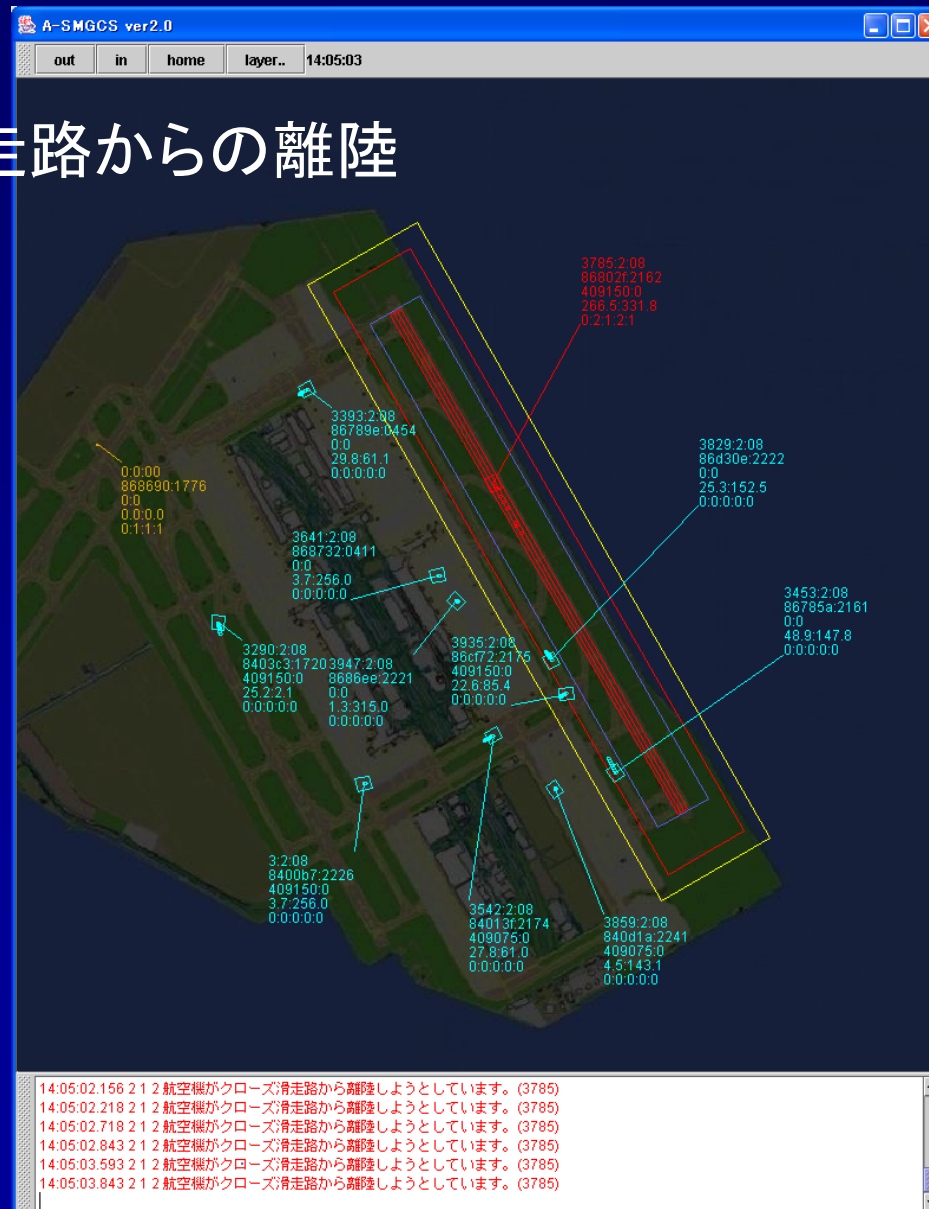 A-SMGCS ver2.0
out in home layer.. 14:05:03
路からの離陸
3785:2:08
86802f:2162
409150:0
266.5:331.8
0:2:1:2:1
3393:2:08
86789e:0454
0:0
29.8:61.1
0:0:0:0:0
3829:2:08
86d30e:2222
0:0
25.3:152.5
0:0:0:0:0
0:0:00
868690:1776
0:0
0.0:0.0
0:1:1:1
3641:2:08
868732:0411
0:0
3.7:256.0
0:0:0:0:0
3453:2:08
86785a:2161
0:0
48.9:147.8
0:0:0:0:0
3290:2:08
8403c3:1720
409150:0
25.2:2.1
0:0:0:0:0
3947:2:08
8686ee:2221
0:0
1.3:315.0
0:0:0:0:0
3935:2:08
86cf72:2175
409150:0
22.6:85.4
0:0:0:0:0
3:2:08
8400b7:2226
409150:0
3.7:256.0
0:0:0:0:0
3542:2:08
84013f:2174
409075:0
27.8:61.0
0:0:0:0:0
3859:2:08
840d1a:2241
409075:0
4.5:143.1
0:0:0:0:0
14:05:02.156 2 1 2 航空機がクローズ滑走路から離陸しようとしています。(3785)
14:05:02.218 2 1 2 航空機がクローズ滑走路から離陸しようとしています。(3785)
14:05:02.718 2 1 2 航空機がクローズ滑走路から離陸しようとしています。(3785)
14:05:02.843 2 1 2 航空機がクローズ滑走路から離陸しようとしています。(3785)
14:05:03.593 2 1 2 航空機がクローズ滑走路から離陸しようとしています。(3785)
14:05:03.843 2 1 2 航空機がクローズ滑走路から離陸しようとしています。(3785)